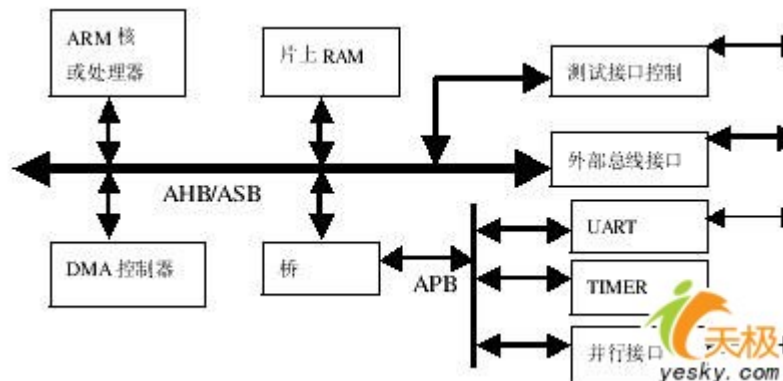 ARM 核
或处理器
片上 RAM
测试接口控制
外部总线接口
AHB/ASB
DMA 控制器
桥
APB
UART
TIMER
并行接口
天极
yesky.com